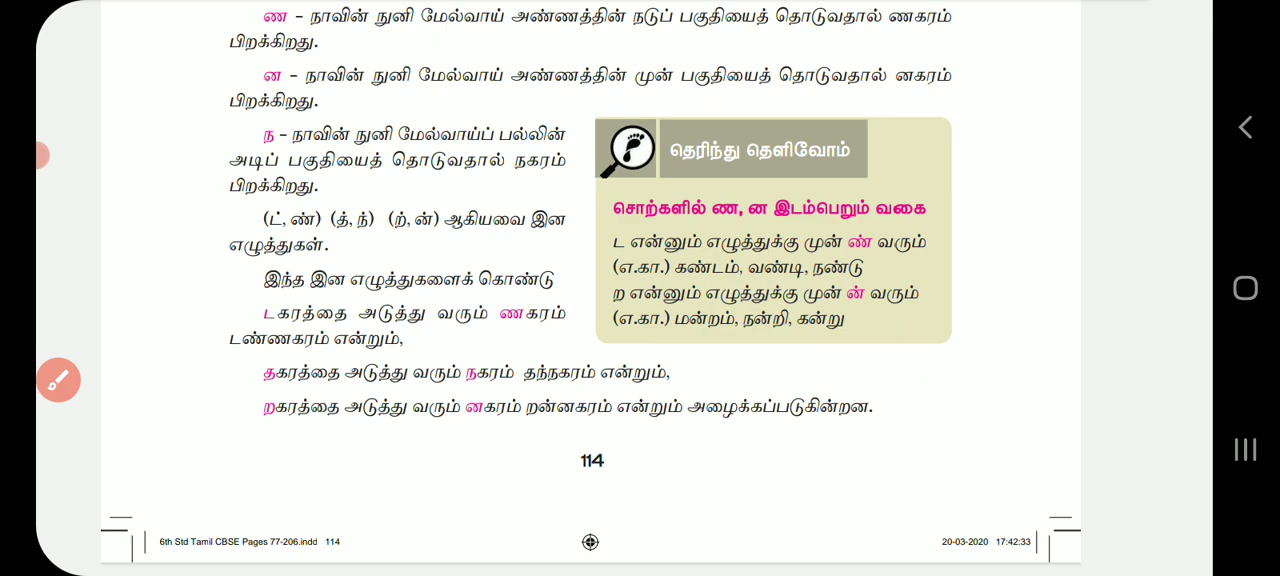 ண – நாவின் நுனி மேல்வாய் அண்ணத்தின் நடுப் பகுதியைத் தொடுவதால் ணகரம்
பிறக்கிறது.
ன – நாவின் நுனி மேல்வாய் அண்ணத்தின் முன் பகுதியைத் தொடுவதால் னகரம்
பிறக்கிறது.
ந – நாவின் நுனி மேல்வாய்ப் பல்லின்
அடிப் பகுதியைத் தொடுவதால் நகரம்
பிறக்கிறது.
(ட், ண்) (த், ந்) (ற், ன்) ஆகியவை இன
எழுத்துகள்.
இந்த இன எழுத்துகளைக் கொண்டு
டகரத்தை அடுத்து வரும் ணகரம்
டண்ணகரம் என்றும்,
தெரிந்து தெளிவோம்
சொற்களில் ண, ன இடம்பெறும் வகை
ட என்னும் எழுத்துக்கு முன் ண் வரும்
(எ.கா.) கண்டம், வண்டி, நண்டு
ற என்னும் எழுத்துக்கு முன் ன் வரும்
(எ.கா.) மன்றம், நன்றி, கன்று
தகரத்தை அடுத்து வரும் நகரம் தந்நகரம் என்றும்,
றகரத்தை அடுத்து வரும் னகரம் றன்னகரம் என்றும் அழைக்கப்படுகின்றன.
114
6th Std Tamil CBSE Pages 77-206.indd 114
20-03-2020 17:42:33